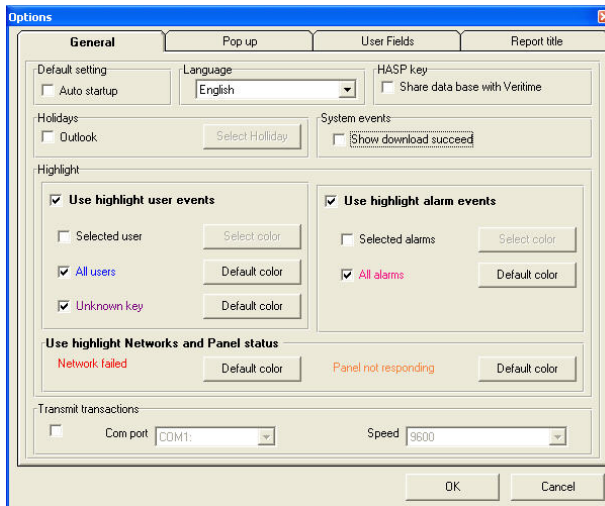 Options
General
Pop up
User Fields
Report title
Default setting
Auto startup
Language
English
HASP key
Share data base with Veritime
Holidays
Outlook
Select Holliday
System events
Show download succeed
Highlight
Use highlight user events
Selected user
Select color
All users
Default color
Unknown key
Default color
Use highlight alarm events
Selected alarms
Select color
All alarms
Default color
Use highlight Networks and Panel status
Network failed
Default color
Panel not responding
Default color
Transmit transactions
Com port
COM1:
Speed
9600
OK
Cancel